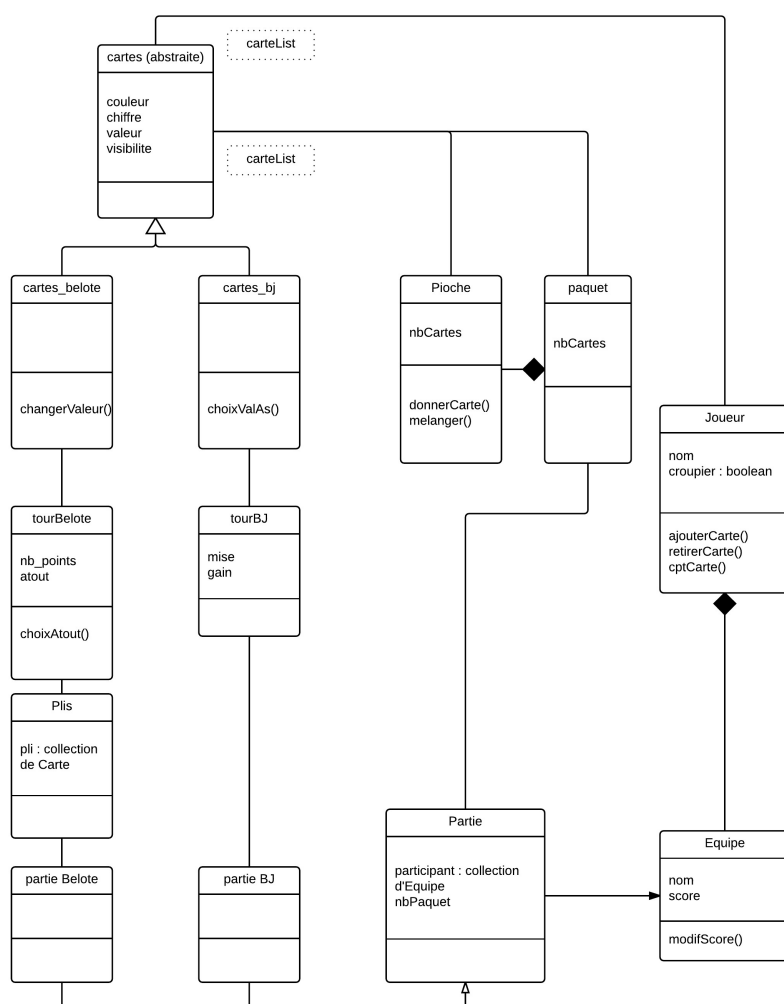 carteList
cartes (abstraite)
couleur
chiffre
valeur
visibilite
carteList
cartes_belote
changerValeur()
cartes_bj
choixValAs()
Pioche
nbCartes
donnerCarte()
melanger()
paquet
nbCartes
Joueur
nom
croupier : boolean
ajouterCarte()
retirerCarte()
cptCarte()
tourBelote
nb_points
atout
choixAtout()
tourBJ
mise
gain
Plis
pli : collection
de Carte
Partie
participant : collection
d'Equipe
nbPaquet
Equipe
nom
score
modifScore()
partie Belote
partie BJ